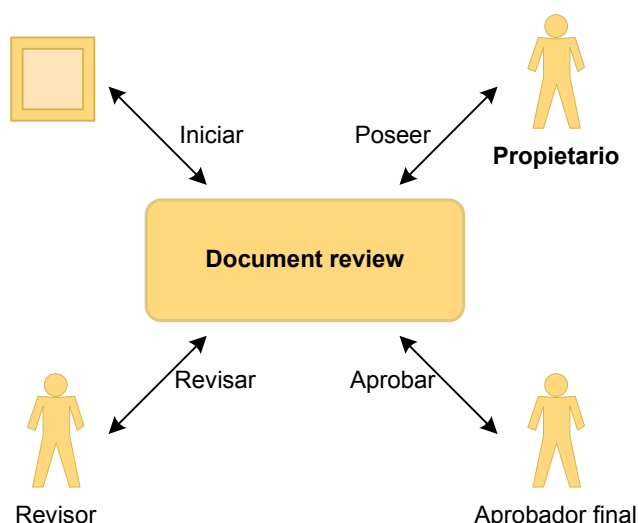 Iniciar
Poseer
Propietario
Document review
Revisar
Aprobar
Revisor
Aprobador final